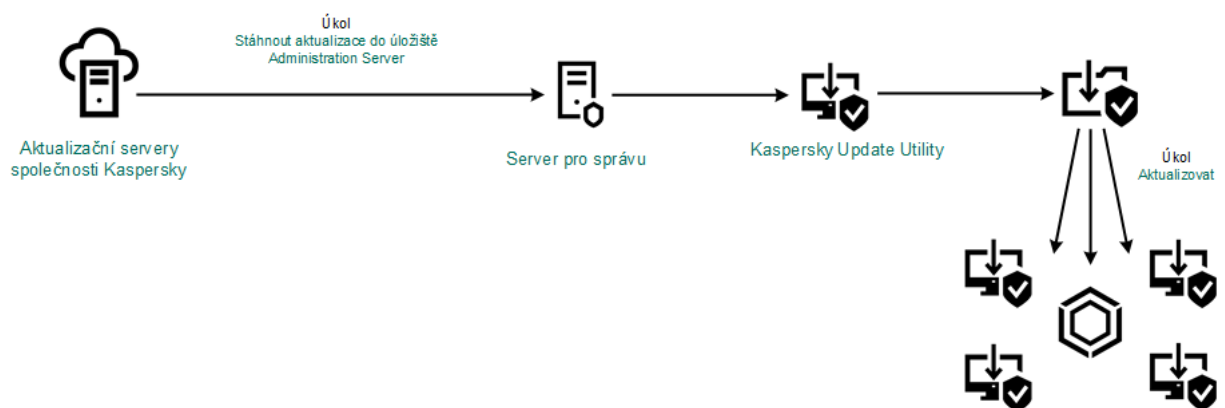 Úkol
Stáhnout aktualizace do úložiště
Administration Server
Aktualizační servery
společnosti Kaspersky
Server pro správu
Kaspersky Update Utility
Úkol
Aktualizovat